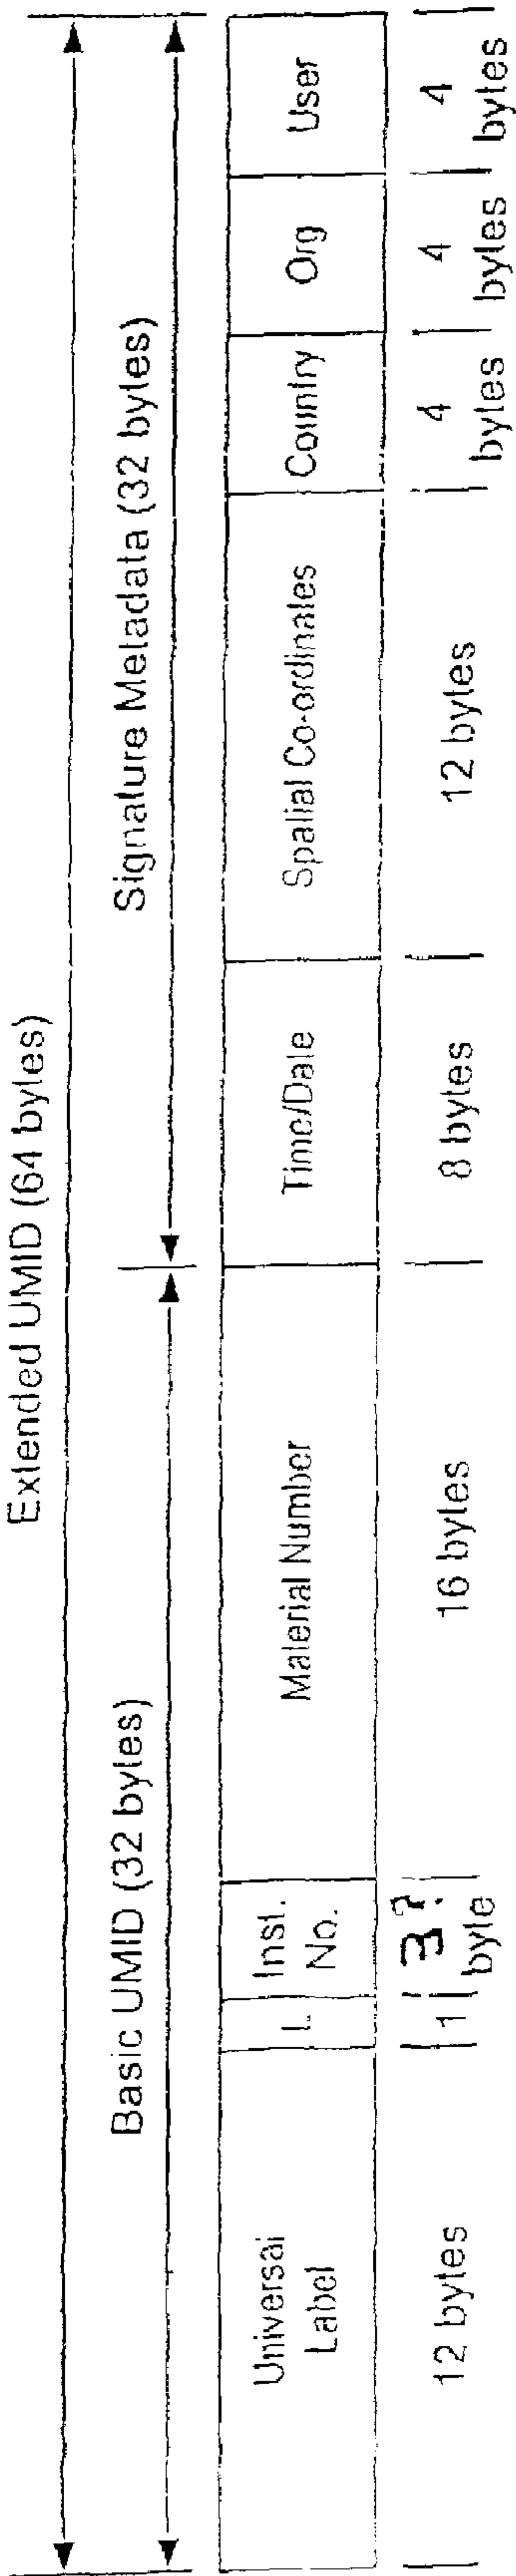 Extended UMID (64 bytes)
Basic UMID (32 bytes) Signature Metadata (32 bytes)
Universal Label L Inst. No. Material Number Time/Date Spatial Co-ordinates Country Org User
12 bytes 1 3? byte 16 bytes 8 bytes 12 bytes 4 bytes 4 bytes 4 bytes